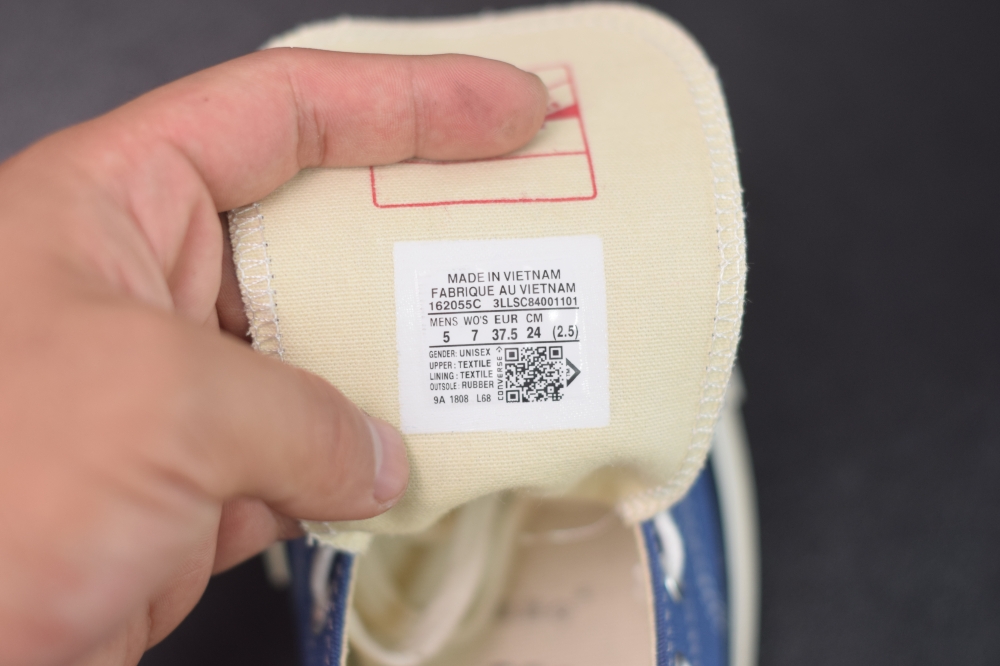 MADE IN VIETNAM
FABRIQUE AU VIETNAM
162055C 3LLSC84001101
MENS WO'S EUR CM
5 7 37.5 24 (2.5)
GENDER: UNISEX
UPPER: TEXTILE
LINING: TEXTILE
OUTSOLE: RUBBER
CONVERSE
2
9A 1808 L68